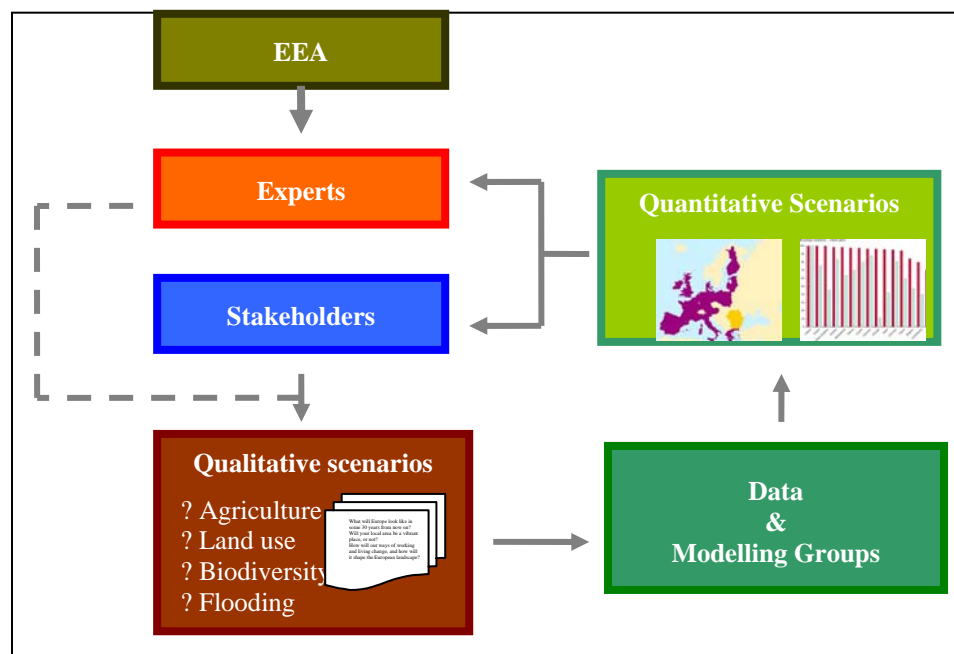 EEA
Experts
Stakeholders
Quantitative Scenarios
Qualitative scenarios
? Agriculture
? Land use
? Biodiversity
? Flooding
What will Europe look like in
some 30 years from now on?
Will your local area be a vibrant
place, or not?
How will our ways of working
and living change, and how will
it shape the European landscape?
Data
&
Modelling Groups